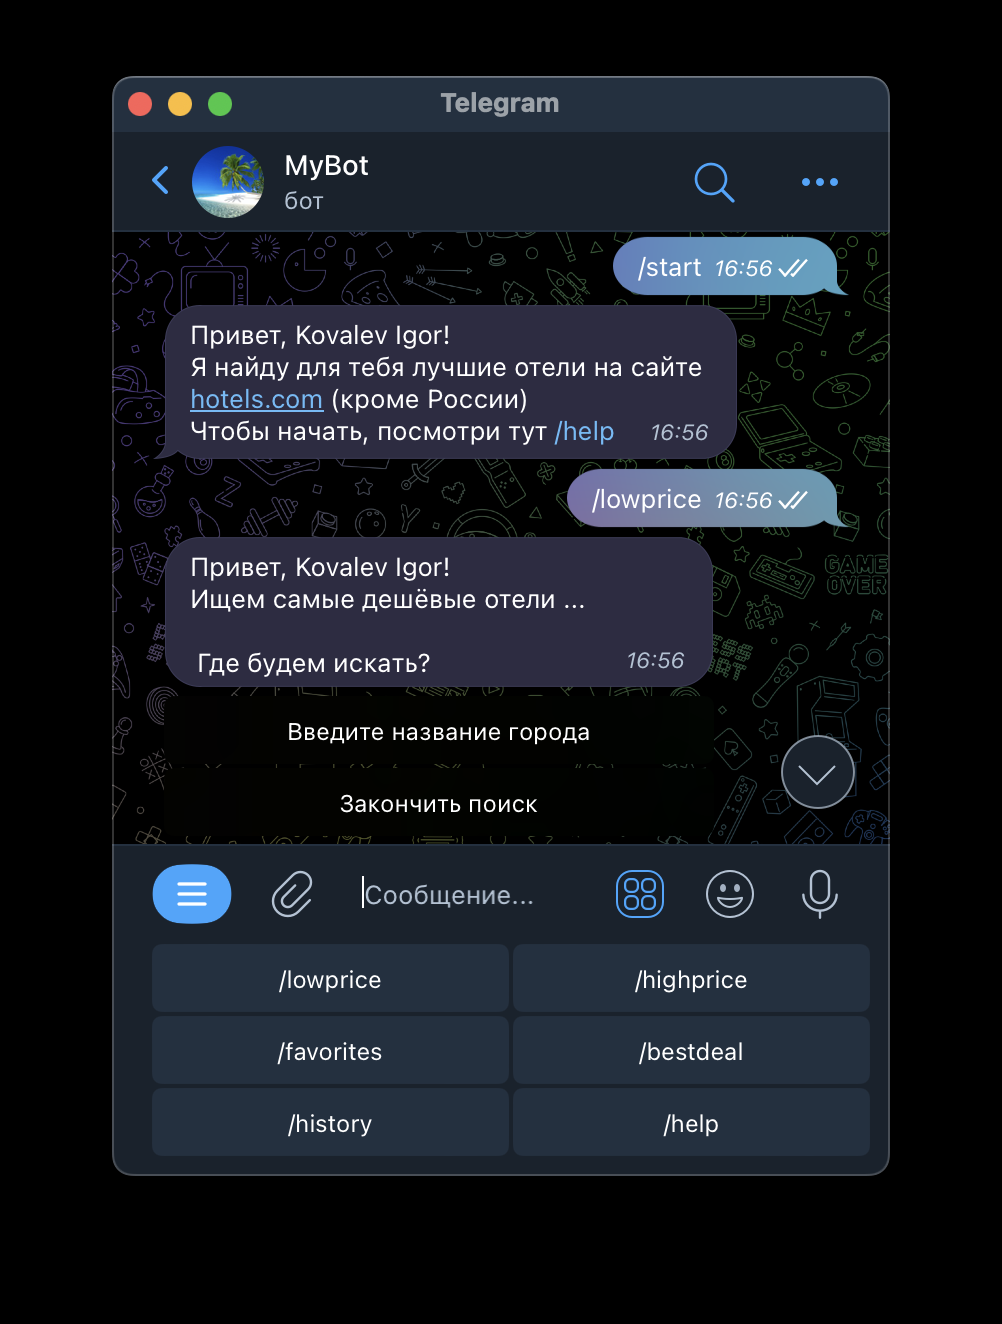 Telegram
MyBot
бот
/start 16:56
Привет, Kovalev Igor!
Я найду для тебя лучшие отели на сайте
hotels.com (кроме России)
Чтобы начать, посмотри тут /help 16:56
/lowprice 16:56
Привет, Kovalev Igor!
Ищем самые дешёвые отели ...
Где будем искать? 16:56
GAME
OVER
Введите название города
Закончить поиск
Сообщение...
/lowprice /highprice
/favorites /bestdeal
/history /help